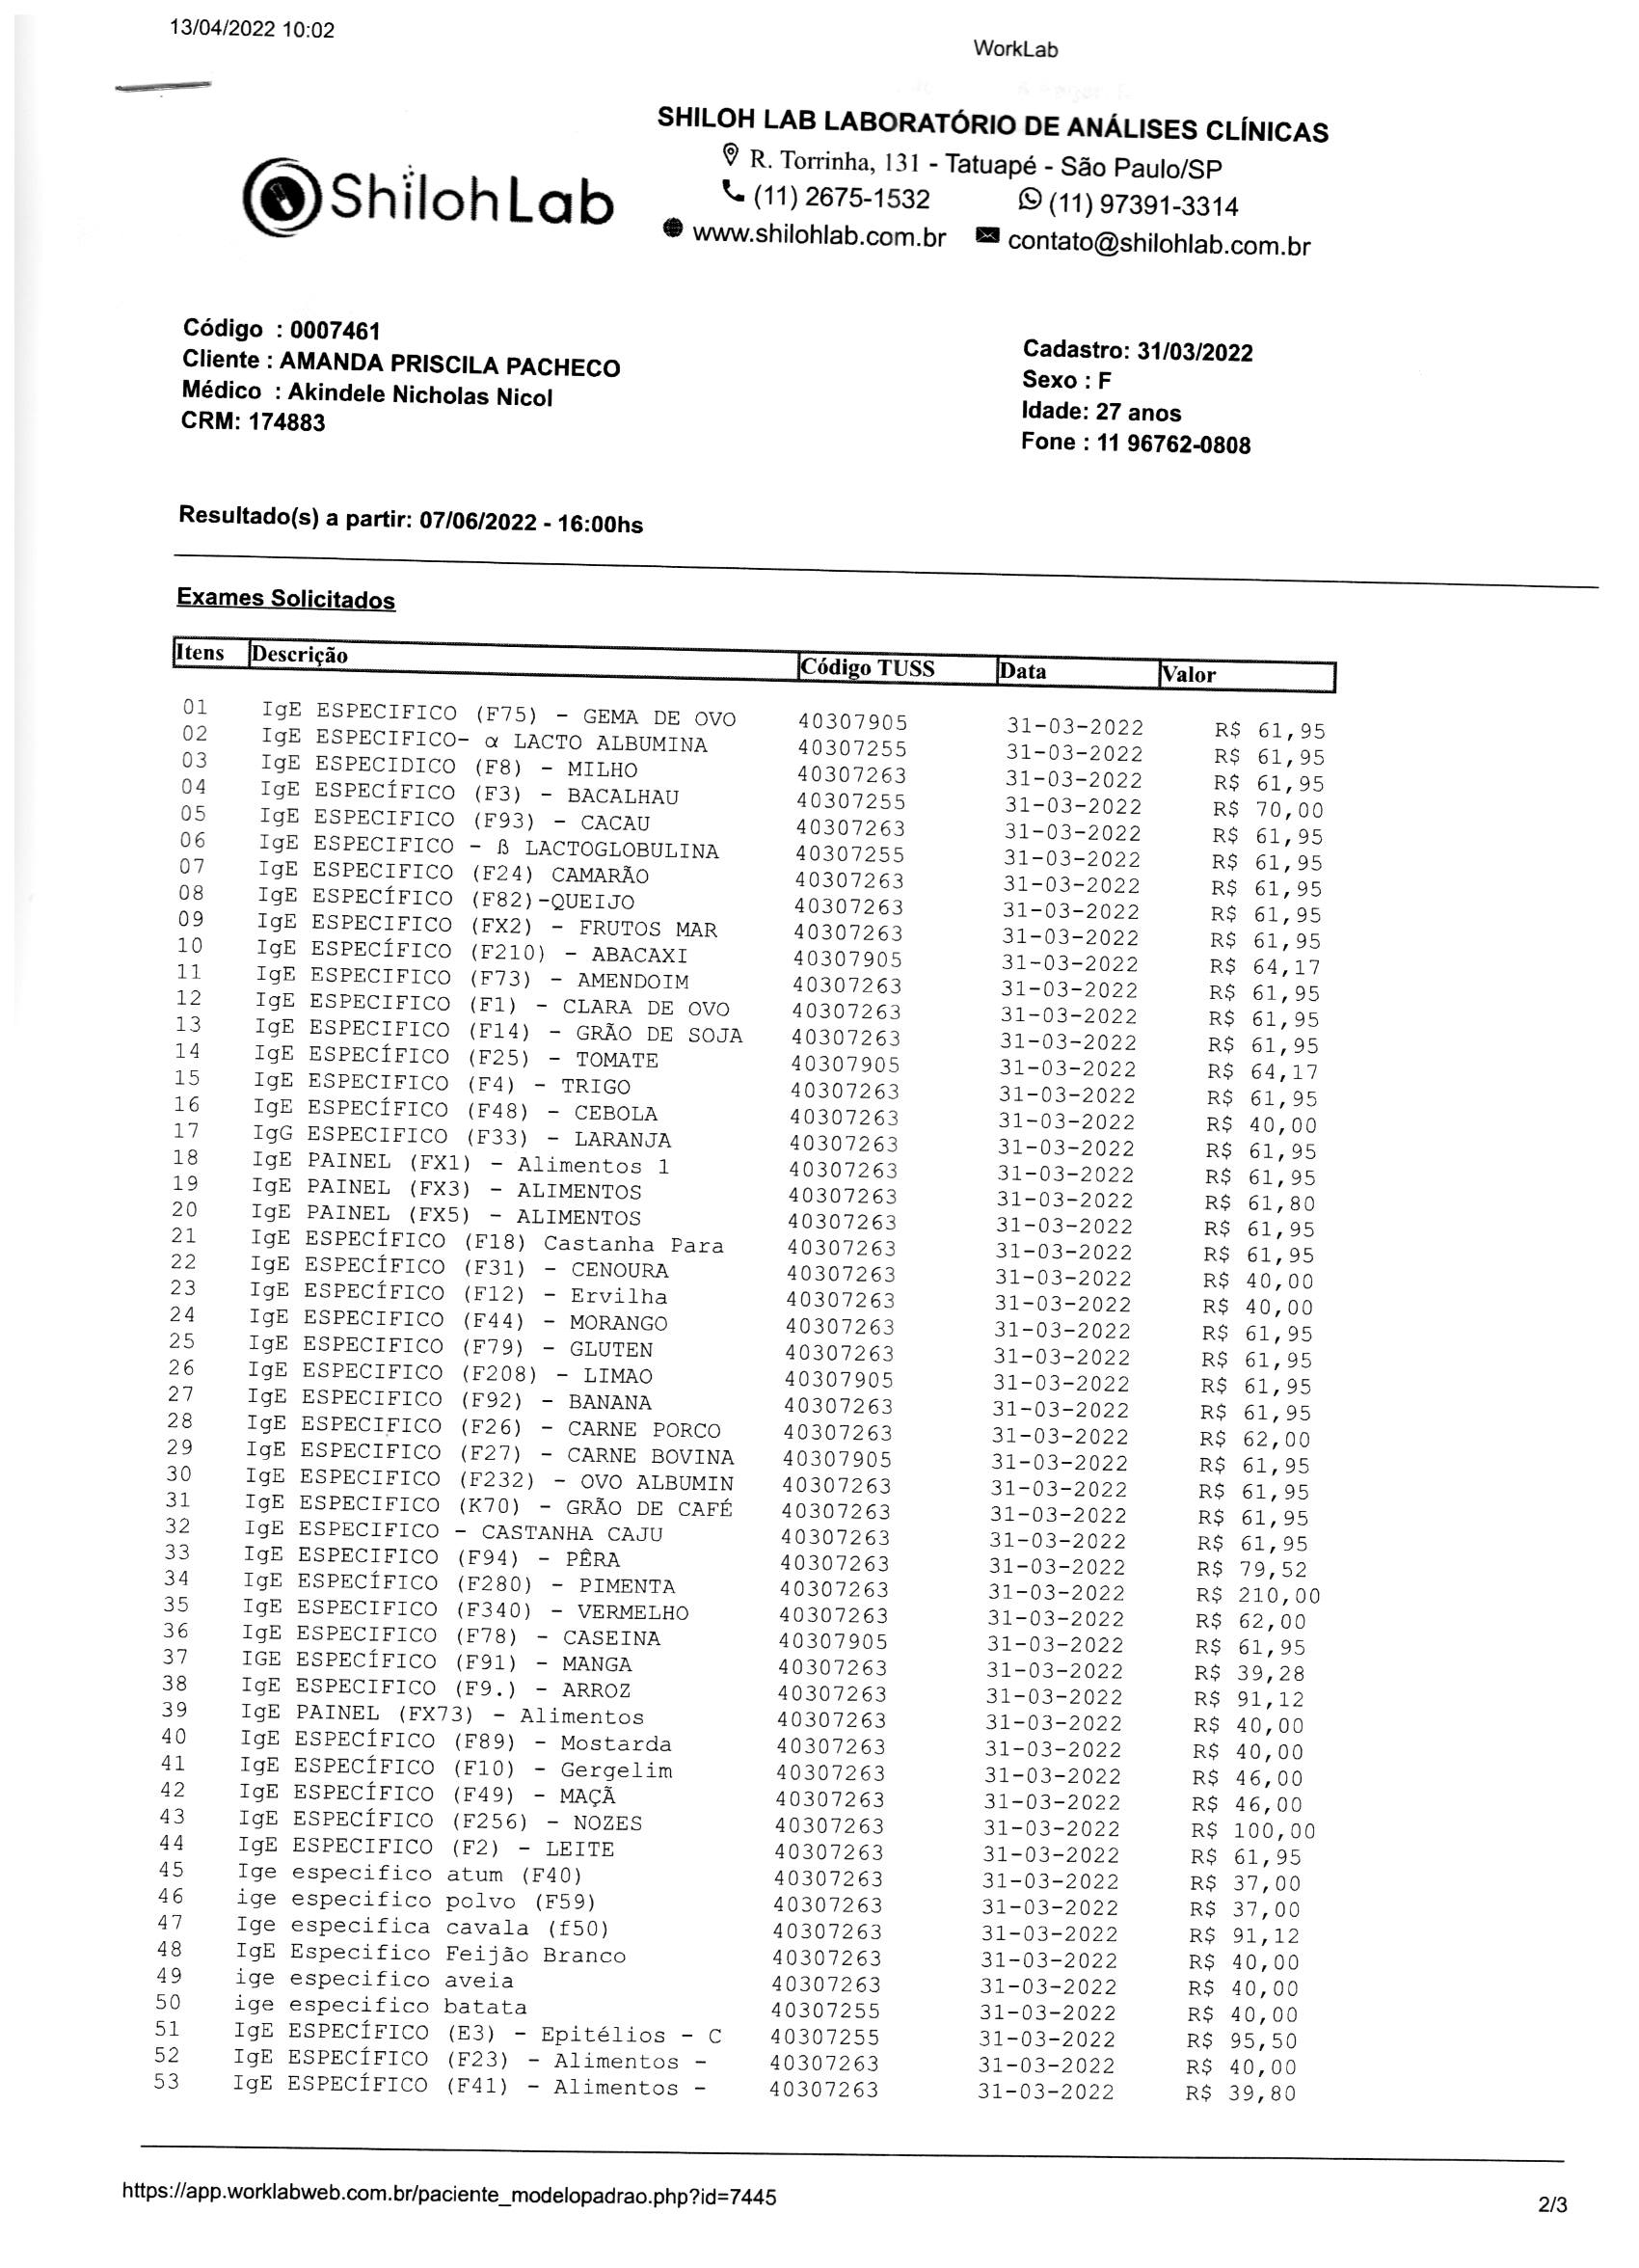 13/04/2022 10:02
WorkLab
SHILOH LAB LABORATÓRIO DE ANÁLISES CLÍNICAS
R. Torrinha, 131 - Tatuapé - São Paulo/SP
(11) 2675-1532 (11) 97391-3314
www.shilohlab.com.br contato@shilohlab.com.br
ShilohLab
Código : 0007461
Cliente : AMANDA PRISCILA PACHECO
Médico : Akindele Nicholas Nicol
CRM: 174883
Cadastro: 31/03/2022
Sexo : F
Idade: 27 anos
Fone : 11 96762-0808
Resultado(s) a partir: 07/06/2022 - 16:00hs
Exames Solicitados
Itens Descrição Código TUSS Data Valor
01 IgE ESPECIFICO (F75) - GEMA DE OVO 40307905 31-03-2022 R$ 61,95
02 IgE ESPECIFICO- α LACTO ALBUMINA 40307255 31-03-2022 R$ 61,95
03 IgE ESPECIDICO (F8) - MILHO 40307263 31-03-2022 R$ 61,95
04 IgE ESPECÍFICO (F3) - BACALHAU 40307255 31-03-2022 R$ 70,00
05 IgE ESPECIFICO (F93) - CACAU 40307263 31-03-2022 R$ 61,95
06 IgE ESPECIFICO - ß LACTOGLOBULINA 40307255 31-03-2022 R$ 61,95
07 IgE ESPECIFICO (F24) CAMARÃO 40307263 31-03-2022 R$ 61,95
08 IgE ESPECÍFICO (F82)-QUEIJO 40307263 31-03-2022 R$ 61,95
09 IgE ESPECIFICO (FX2) - FRUTOS MAR 40307263 31-03-2022 R$ 61,95
10 IgE ESPECÍFICO (F210) - ABACAXI 40307905 31-03-2022 R$ 64,17
11 IgE ESPECIFICO (F73) - AMENDOIM 40307263 31-03-2022 R$ 61,95
12 IgE ESPECIFICO (F1) - CLARA DE OVO 40307263 31-03-2022 R$ 61,95
13 IgE ESPECIFICO (F14) - GRÃO DE SOJA 40307263 31-03-2022 R$ 61,95
14 IgE ESPECÍFICO (F25) - TOMATE 40307905 31-03-2022 R$ 64,17
15 IgE ESPECIFICO (F4) - TRIGO 40307263 31-03-2022 R$ 61,95
16 IgE ESPECÍFICO (F48) - CEBOLA 40307263 31-03-2022 R$ 40,00
17 IgG ESPECIFICO (F33) - LARANJA 40307263 31-03-2022 R$ 61,95
18 IgE PAINEL (FX1) - Alimentos 1 40307263 31-03-2022 R$ 61,95
19 IgE PAINEL (FX3) - ALIMENTOS 40307263 31-03-2022 R$ 61,80
20 IgE PAINEL (FX5) - ALIMENTOS 40307263 31-03-2022 R$ 61,95
21 IgE ESPECÍFICO (F18) Castanha Para 40307263 31-03-2022 R$ 61,95
22 IgE ESPECÍFICO (F31) - CENOURA 40307263 31-03-2022 R$ 40,00
23 IgE ESPECÍFICO (F12) - Ervilha 40307263 31-03-2022 R$ 40,00
24 IgE ESPECIFICO (F44) - MORANGO 40307263 31-03-2022 R$ 61,95
25 IgE ESPECIFICO (F79) - GLUTEN 40307263 31-03-2022 R$ 61,95
26 IgE ESPECIFICO (F208) - LIMAO 40307905 31-03-2022 R$ 61,95
27 IgE ESPECIFICO (F92) - BANANA 40307263 31-03-2022 R$ 61,95
28 IgE ESPECIFICO (F26) - CARNE PORCO 40307263 31-03-2022 R$ 62,00
29 IgE ESPECIFICO (F27) - CARNE BOVINA 40307905 31-03-2022 R$ 61,95
30 IgE ESPECIFICO (F232) - OVO ALBUMIN 40307263 31-03-2022 R$ 61,95
31 IgE ESPECIFICO (K70) - GRÃO DE CAFÉ 40307263 31-03-2022 R$ 61,95
32 IgE ESPECIFICO - CASTANHA CAJU 40307263 31-03-2022 R$ 61,95
33 IgE ESPECIFICO (F94) - PÊRA 40307263 31-03-2022 R$ 79,52
34 IgE ESPECÍFICO (F280) - PIMENTA 40307263 31-03-2022 R$ 210,00
35 IgE ESPECIFICO (F340) - VERMELHO 40307263 31-03-2022 R$ 62,00
36 IgE ESPECIFICO (F78) - CASEINA 40307905 31-03-2022 R$ 61,95
37 IGE ESPECÍFICO (F91) - MANGA 40307263 31-03-2022 R$ 39,28
38 IgE ESPECIFICO (F9.) - ARROZ 40307263 31-03-2022 R$ 91,12
39 IgE PAINEL (FX73) - Alimentos 40307263 31-03-2022 R$ 40,00
40 IgE ESPECÍFICO (F89) - Mostarda 40307263 31-03-2022 R$ 40,00
41 IgE ESPECÍFICO (F10) - Gergelim 40307263 31-03-2022 R$ 46,00
42 IgE ESPECÍFICO (F49) - MAÇÃ 40307263 31-03-2022 R$ 46,00
43 IgE ESPECÍFICO (F256) - NOZES 40307263 31-03-2022 R$ 100,00
44 IgE ESPECIFICO (F2) - LEITE 40307263 31-03-2022 R$ 61,95
45 Ige especifico atum (F40) 40307263 31-03-2022 R$ 37,00
46 ige especifico polvo (F59) 40307263 31-03-2022 R$ 37,00
47 Ige especifica cavala (f50) 40307263 31-03-2022 R$ 91,12
48 IgE Especifico Feijão Branco 40307263 31-03-2022 R$ 40,00
49 ige especifico aveia 40307263 31-03-2022 R$ 40,00
50 ige especifico batata 40307255 31-03-2022 R$ 40,00
51 IgE ESPECÍFICO (E3) - Epitélios - C 40307255 31-03-2022 R$ 95,50
52 IgE ESPECÍFICO (F23) - Alimentos - 40307263 31-03-2022 R$ 40,00
53 IgE ESPECÍFICO (F41) - Alimentos - 40307263 31-03-2022 R$ 39,80
https://app.worklabweb.com.br/paciente_modelopadrao.php?id=7445
2/3